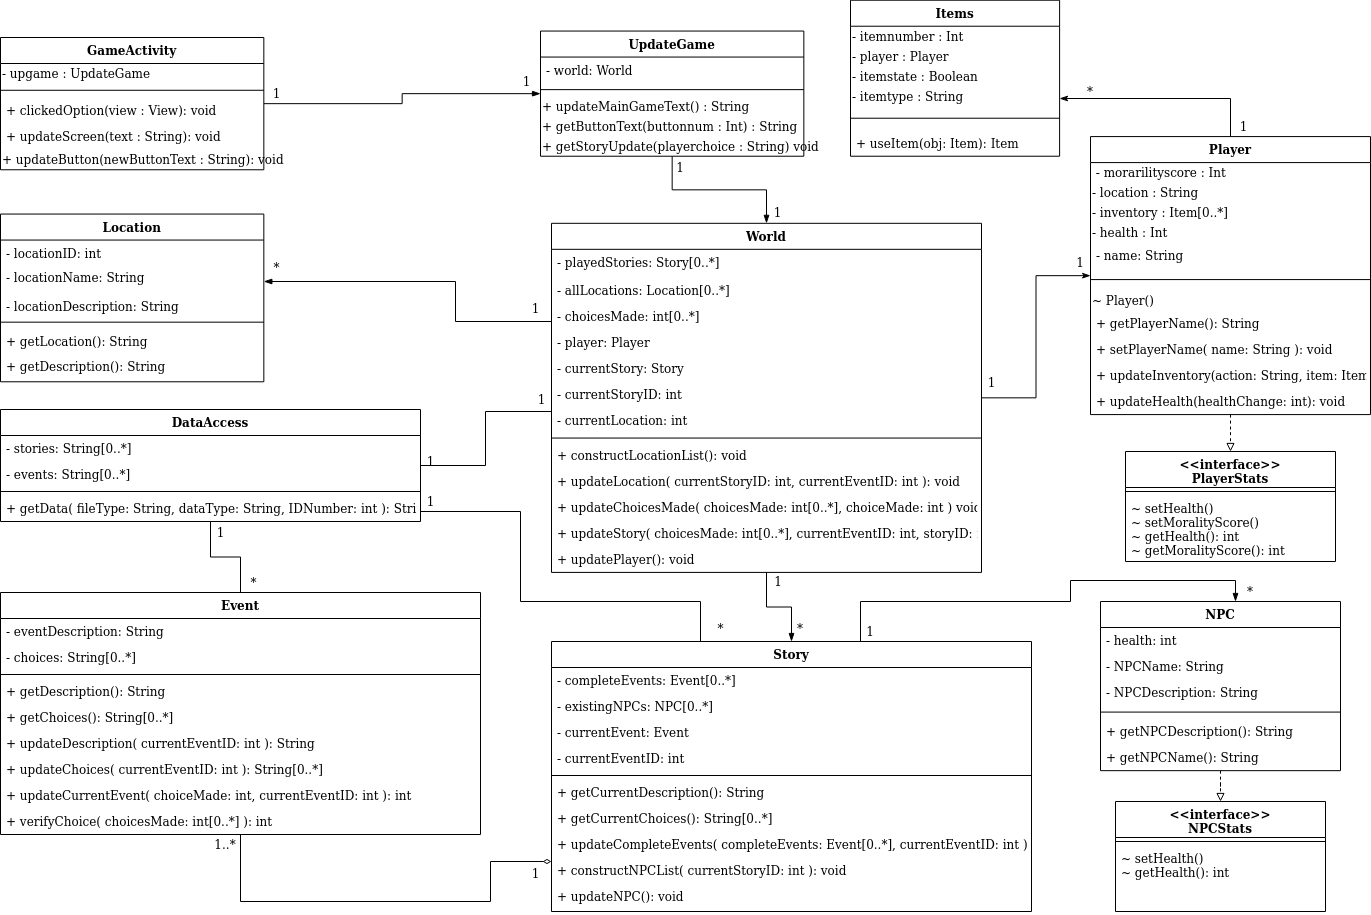 GameActivity
- upgame : UpdateGame
+ clickedOption(view : View): void
+ updateScreen(text : String): void
+ updateButton(newButtonText : String): void
1
1
UpdateGame
- world: World
+ updateMainGameText() : String
+ getButtonText(buttonnum : Int) : String
+ getStoryUpdate(playerchoice : String) void
1
1
Items
- itemnumber : Int
- player : Player
- itemstate : Boolean
- itemtype : String
+ useItem(obj: Item): Item
*
1
Player
- morarilityscore : Int
- location : String
- inventory : Item[0..*]
- health : Int
- name: String
~ Player()
+ getPlayerName(): String
+ setPlayerName( name: String ): void
+ updateInventory(action: String, item: Item
+ updateHealth(healthChange: int): void
1
1
<<interface>>
PlayerStats
~ setHealth()
~ setMoralityScore()
~ getHealth(): int
~ getMoralityScore(): int
Location
- locationID: int
- locationName: String
- locationDescription: String
+ getLocation(): String
+ getDescription(): String
*
1
World
- playedStories: Story[0..*]
- allLocations: Location[0..*]
- choicesMade: int[0..*]
- player: Player
- currentStory: Story
- currentStoryID: int
- currentLocation: int
+ constructLocationList(): void
+ updateLocation( currentStoryID: int, currentEventID: int ): void
+ updateChoicesMade( choicesMade: int[0..*], choiceMade: int ) void
+ updateStory( choicesMade: int[0..*], currentEventID: int, storyID:
+ updatePlayer(): void
1
1
DataAccess
- stories: String[0..*]
- events: String[0..*]
+ getData( fileType: String, dataType: String, IDNumber: int ): Stri
1
*
1
*
1
*
Event
- eventDescription: String
- choices: String[0..*]
+ getDescription(): String
+ getChoices(): String[0..*]
+ updateDescription( currentEventID: int ): String
+ updateChoices( currentEventID: int ): String[0..*]
+ updateCurrentEvent( choiceMade: int, currentEventID: int ): int
+ verifyChoice( choicesMade: int[0..*] ): int
1..*
1
Story
- completeEvents: Event[0..*]
- existingNPCs: NPC[0..*]
- currentEvent: Event
- currentEventID: int
+ getCurrentDescription(): String
+ getCurrentChoices(): String[0..*]
+ updateCompleteEvents( completeEvents: Event[0..*], currentEventID: int )
+ constructNPCList( currentStoryID: int ): void
+ updateNPC(): void
1
*
NPC
- health: int
- NPCName: String
- NPCDescription: String
+ getNPCDescription(): String
+ getNPCName(): String
<<interface>>
NPCStats
~ setHealth()
~ getHealth(): int